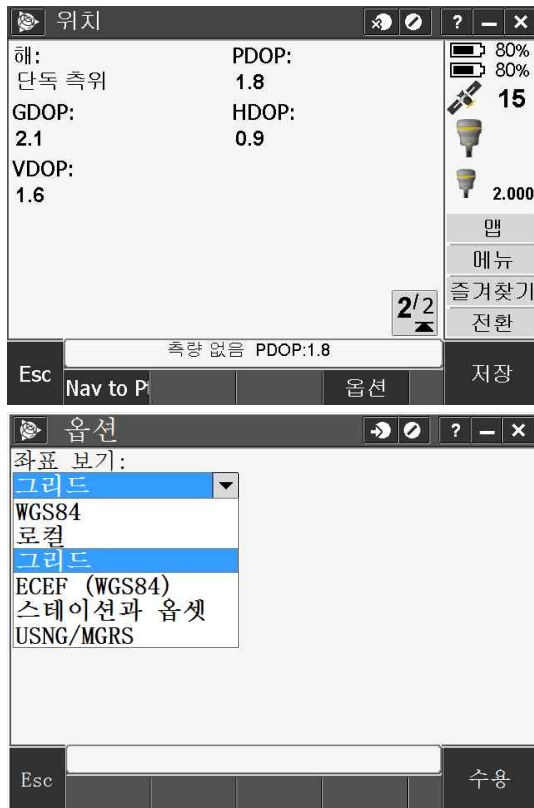 위치
? – ×
해: PDOP:
단독 측위 1.8
GDOP: HDOP:
2.1 0.9
VDOP:
1.6
80%
80%
15
2.000
맵
메뉴
즐겨찾기
전환
2/2
측량 없음 PDOP:1.8
Esc Nav to Pt 옵션 저장
옵션
? – ×
좌표 보기:
그리드
WGS84
로컬
그리드
ECEF (WGS84)
스테이션과 옵셋
USNG/MGRS
Esc 수용